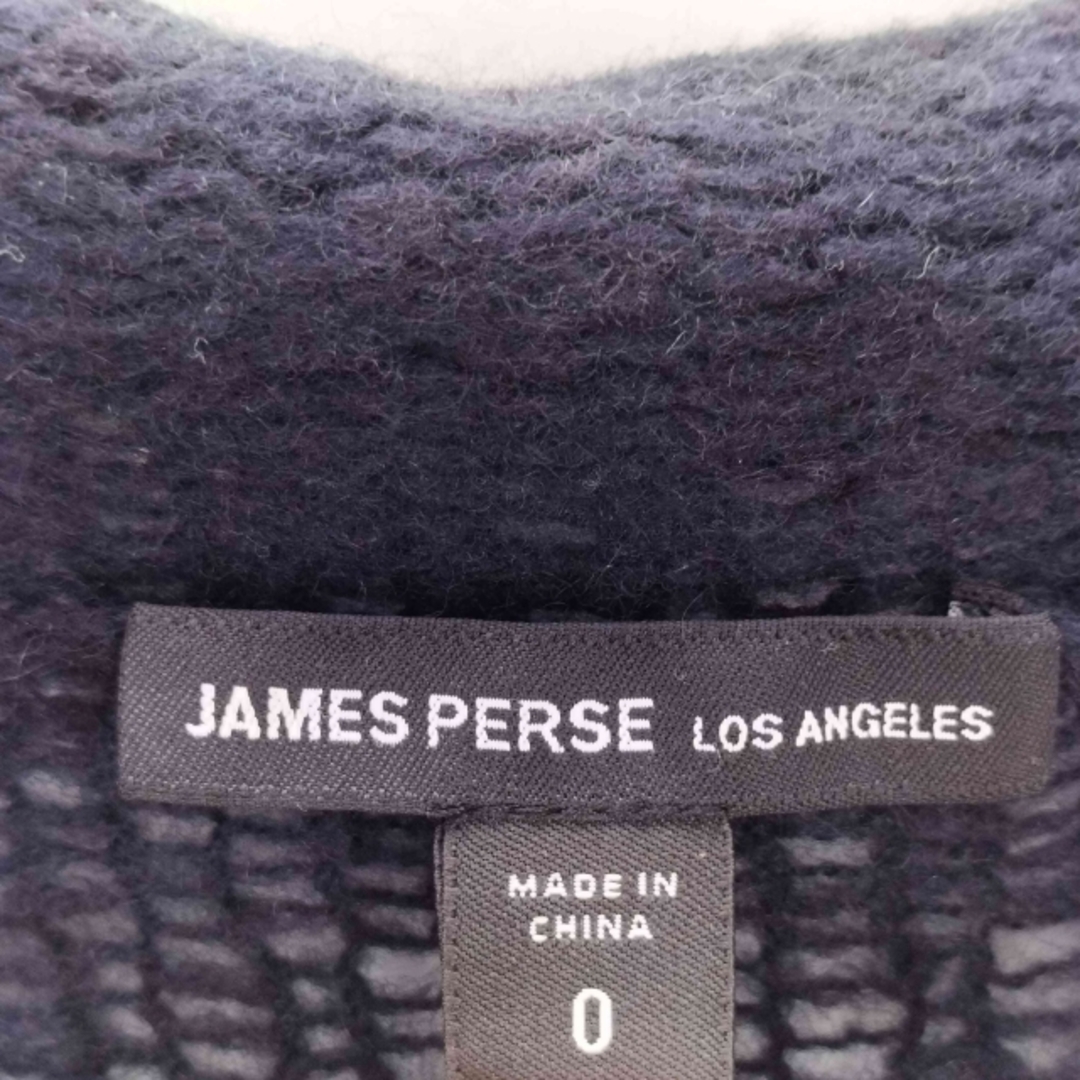 JAMES PERSE LOS ANGELES
MADE IN
CHINA
0